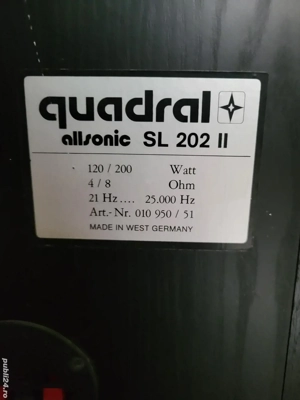 quadral
allsonic SL 202 II
120 / 200 Watt
4 / 8 Ohm
21 Hz.... 25.000 Hz
Art.- Nr. 010 950 / 51
MADE IN WEST GERMANY
publi24.ro